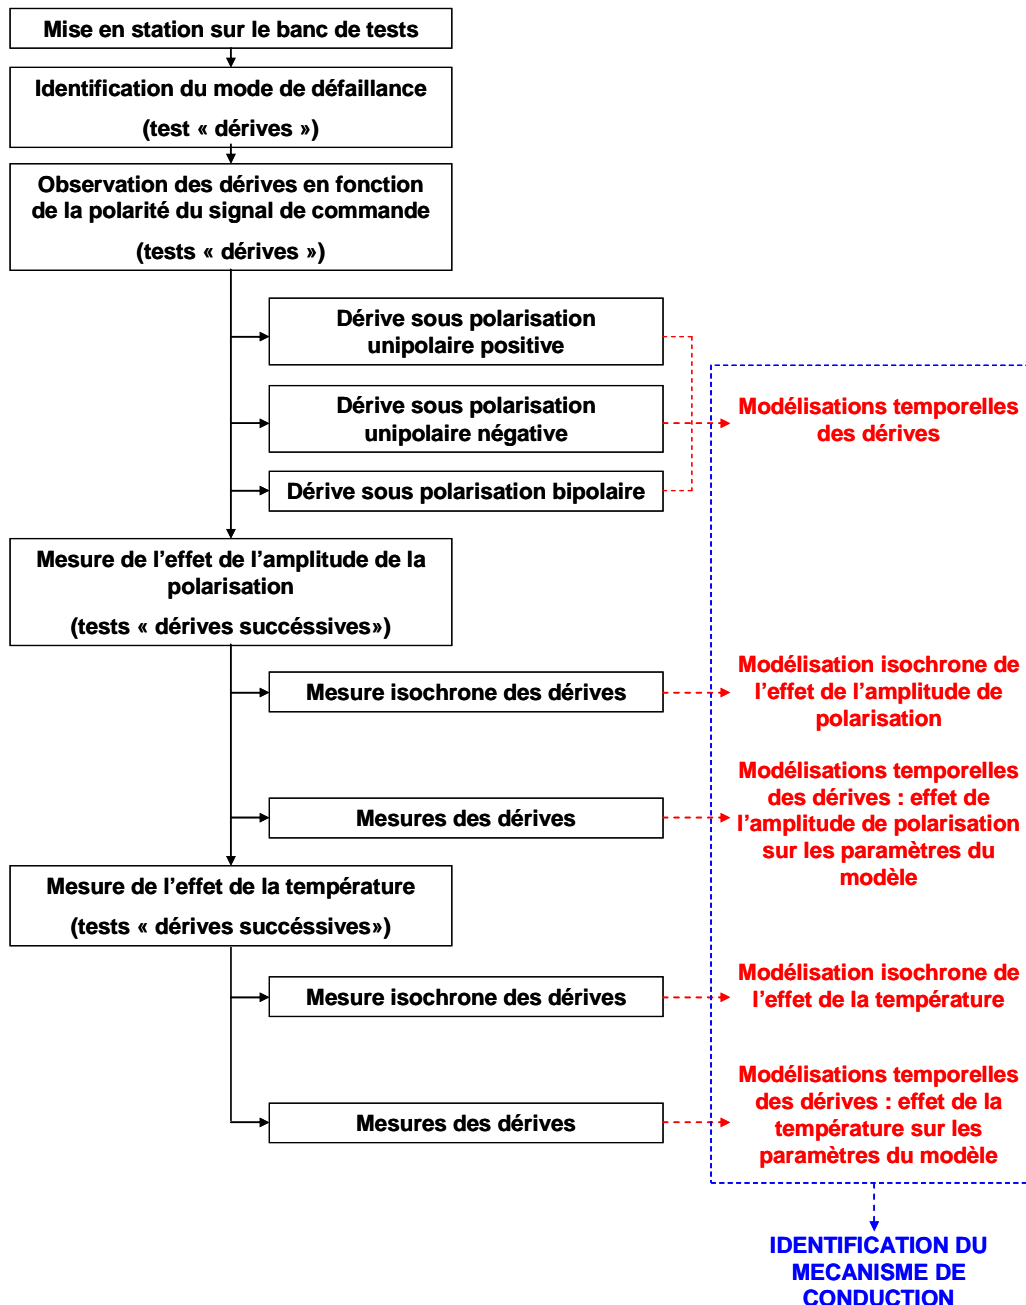 Mise en station sur le banc de tests
Identification du mode de défaillance
(test « dérives »)
Observation des dérives en fonction
de la polarité du signal de commande
(tests « dérives »)
Dérive sous polarisation
unipolaire positive
Dérive sous polarisation
unipolaire négative
Modélisations temporelles
des dérives
Dérive sous polarisation bipolaire
Mesure de l'effet de l'amplitude de la
polarisation
(tests « dérives succéssives»)
Mesure isochrone des dérives
Modélisation isochrone de
l'effet de l'amplitude de
polarisation
Mesures des dérives
Modélisations temporelles
des dérives : effet de
l'amplitude de polarisation
sur les paramètres du
modèle
Mesure de l'effet de la température
(tests « dérives succéssives»)
Mesure isochrone des dérives
Modélisation isochrone de
l'effet de la température
Mesures des dérives
Modélisations temporelles
des dérives : effet de la
température sur les
paramètres du modèle
IDENTIFICATION DU
MECANISME DE
CONDUCTION